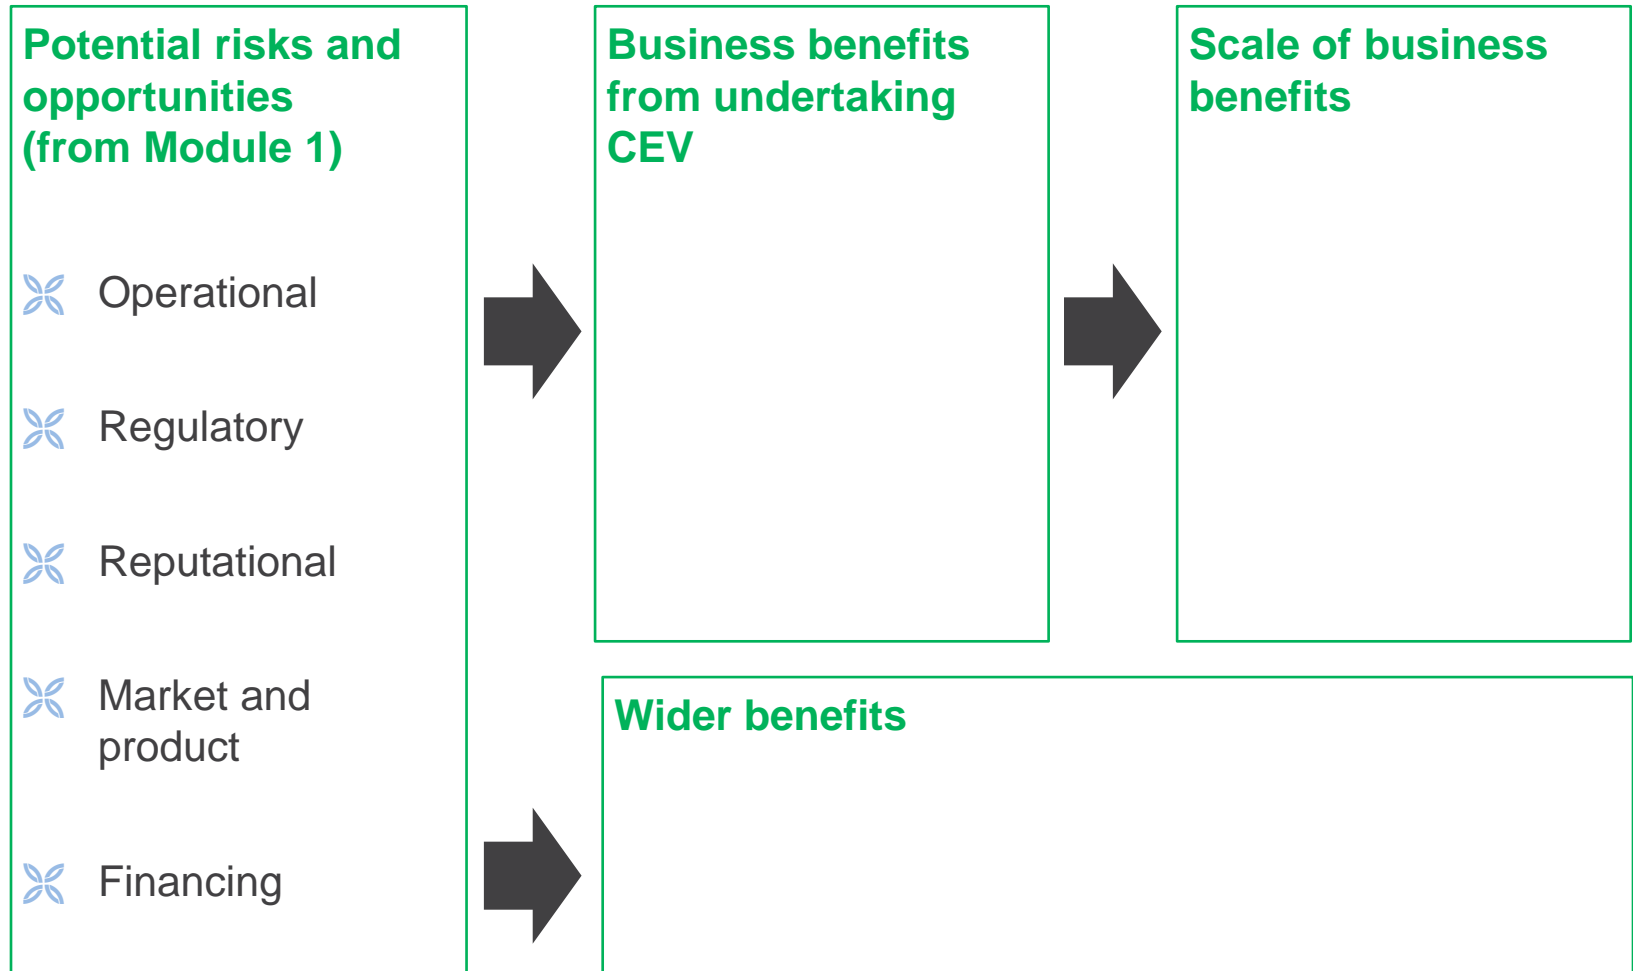 Potential risks and
opportunities
(from Module 1)
Operational
Regulatory
Reputational
Market and
product
Financing
Business benefits
from undertaking
CEV
Scale of business
benefits
Wider benefits